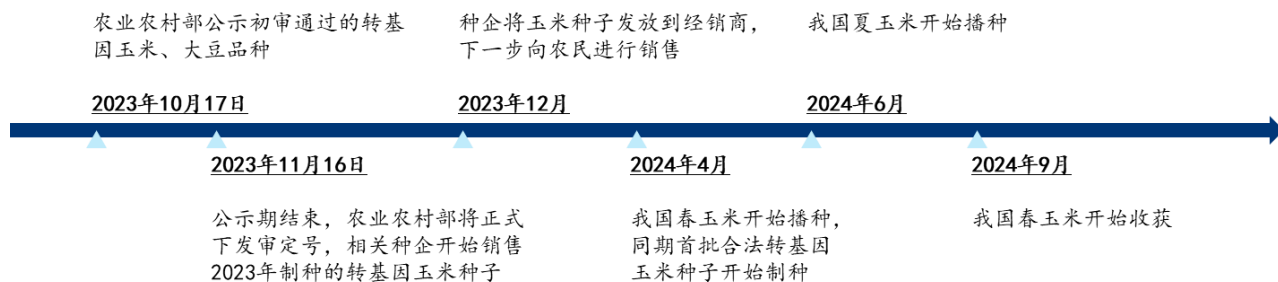 农业农村部公示初审通过的转基
因玉米、大豆品种
2023年10月17日
2023年11月16日
公示期结束，农业农村部将正式
下发审定号，相关种企开始销售
2023年制种的转基因玉米种子
种企将玉米种子发放到经销商，
下一步向农民进行销售
2023年12月
2024年4月
我国春玉米开始播种，
同期首批合法转基因
玉米种子开始制种
我国夏玉米开始播种
2024年6月
2024年9月
我国春玉米开始收获